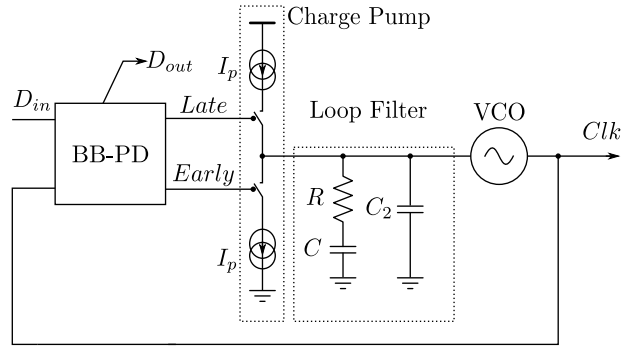 Charge Pump
D_out
I_p
D_in
Late
Loop Filter
VCO
Clk
BB-PD
Early
R
C_2
C
I_p